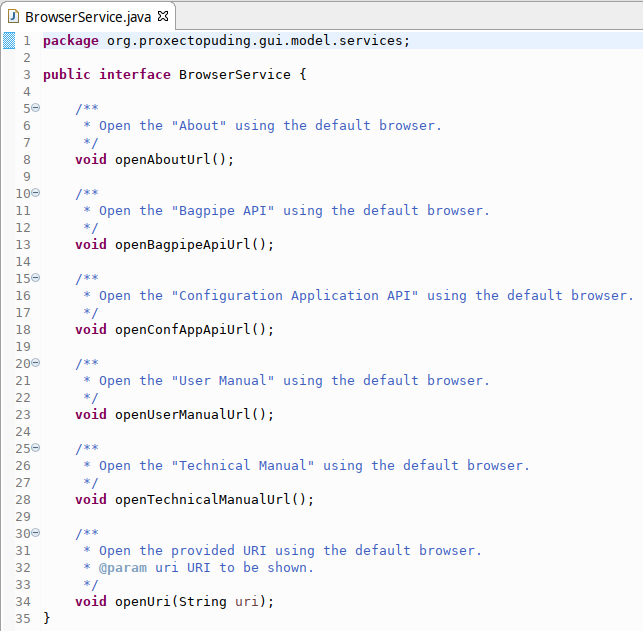 BrowserService.java
1 package org.proxectopuding.gui.model.services;
2
3 public interface BrowserService {
4
5     /**
6      * Open the "About" using the default browser.
7      */
8     void openAboutUrl();
9
10     /**
11      * Open the "Bagpipe API" using the default browser.
12      */
13     void openBagpipeApiUrl();
14
15     /**
16      * Open the "Configuration Application API" using the default browser.
17      */
18     void openConfAppApiUrl();
19
20     /**
21      * Open the "User Manual" using the default browser.
22      */
23     void openUserManualUrl();
24
25     /**
26      * Open the "Technical Manual" using the default browser.
27      */
28     void openTechnicalManualUrl();
29
30     /**
31      * Open the provided URI using the default browser.
32      * @param uri URI to be shown.
33      */
34     void openUri(String uri);
35 }